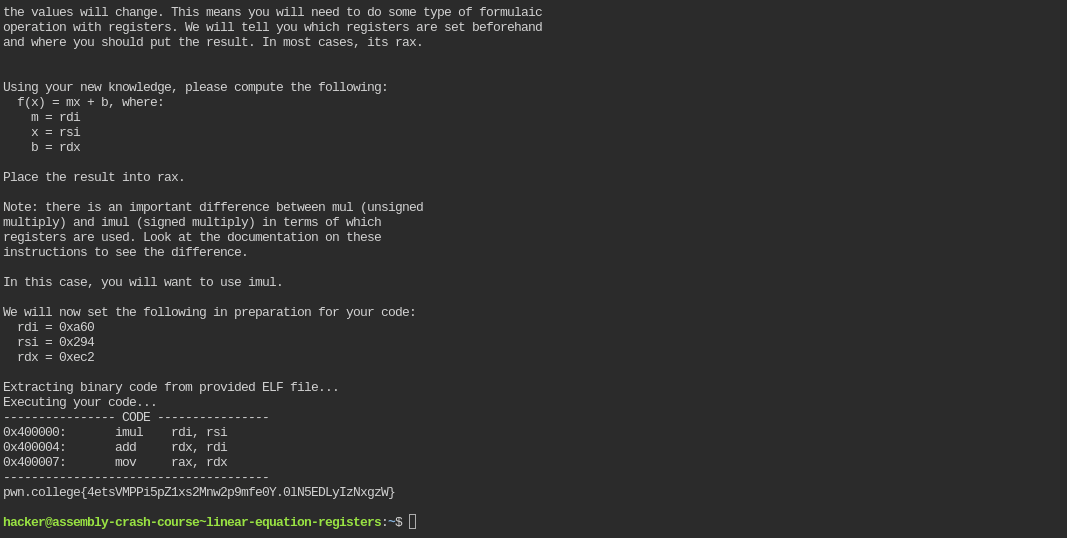 the values will change. This means you will need to do some type of formulaic
operation with registers. We will tell you which registers are set beforehand
and where you should put the result. In most cases, its rax.
Using your new knowledge, please compute the following:
f(x) = mx + b, where:
m = rdi
x = rsi
b = rdx
Place the result into rax.
Note: there is an important difference between mul (unsigned
multiply) and imul (signed multiply) in terms of which
registers are used. Look at the documentation on these
instructions to see the difference.
In this case, you will want to use imul.
We will now set the following in preparation for your code:
rdi = 0xa60
rsi = 0x294
rdx = 0xec2
Extracting binary code from provided ELF file...
Executing your code...
---------------- CODE ----------------
0x400000: imul rdi, rsi
0x400004: add rdx, rdi
0x400007: mov rax, rdx
--------------------------------------
pwn.college{4etsVMPPi5pZ1xs2Mnw2p9mfe0Y.0lN5EDLyIzNxgzW}
hacker@assembly-crash-course~linear-equation-registers:~$